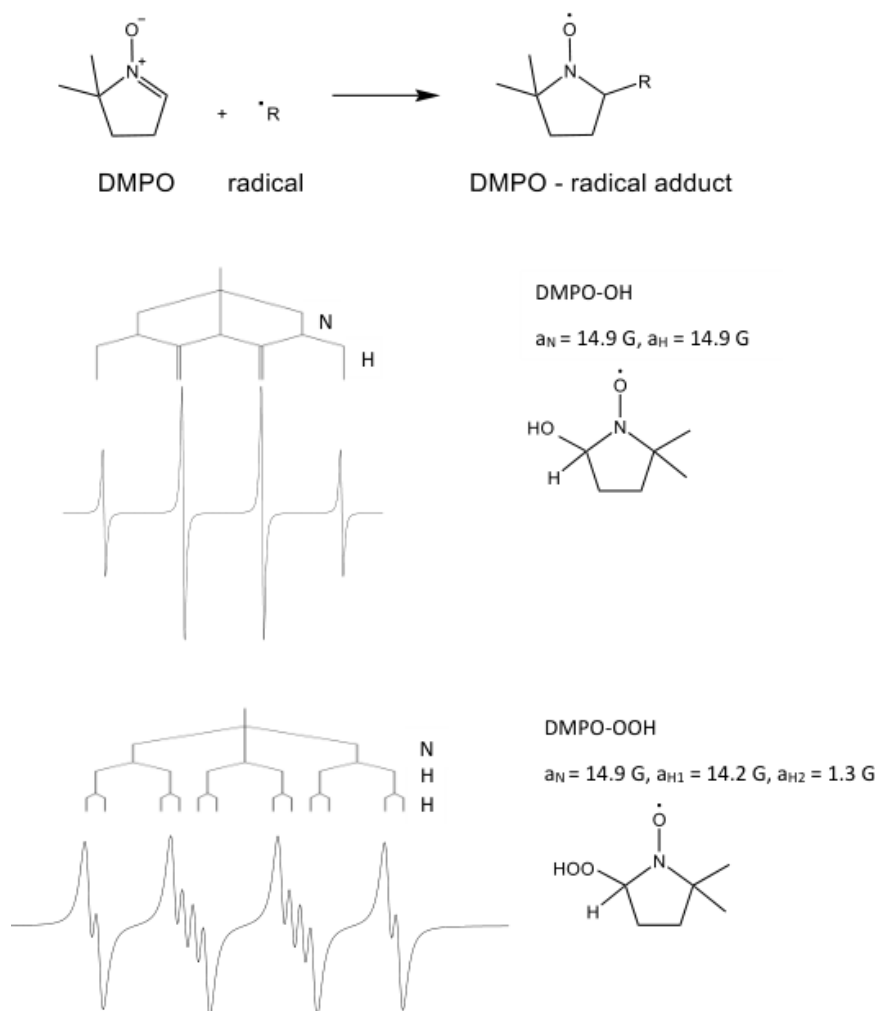 O⁻ O•
N⁺ N R
+ •R
DMPO radical DMPO - radical adduct
DMPO-OH
N
aN = 14.9 G, aH = 14.9 G
H
O•
HO N
H
DMPO-OOH
N
aN = 14.9 G, aH1 = 14.2 G, aH2 = 1.3 G
H
H
O•
HOO N
H